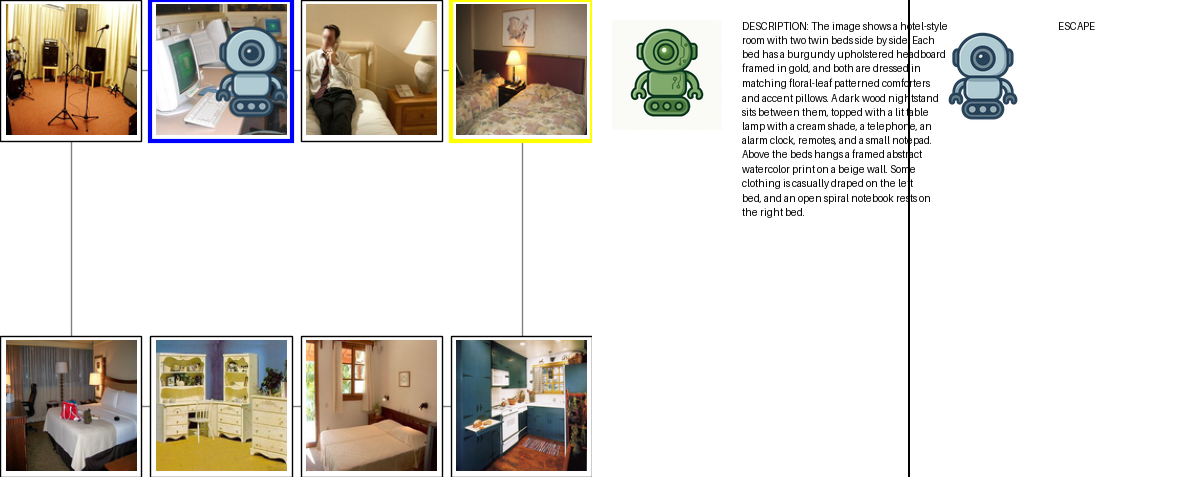 DESCRIPTION: The image shows a hotel-style
room with two twin beds side by side. Each
bed has a burgundy upholstered headboard
framed in gold, and both are dressed in
matching floral-leaf patterned comforters
and accent pillows. A dark wood nightstand
sits between them, topped with a lit table
lamp with a cream shade, a telephone, an
alarm clock, remotes, and a small notepad.
Above the beds hangs a framed abstract
watercolor print on a beige wall. Some
clothing is casually draped on the left
bed, and an open spiral notebook rests on
the right bed.
ESCAPE